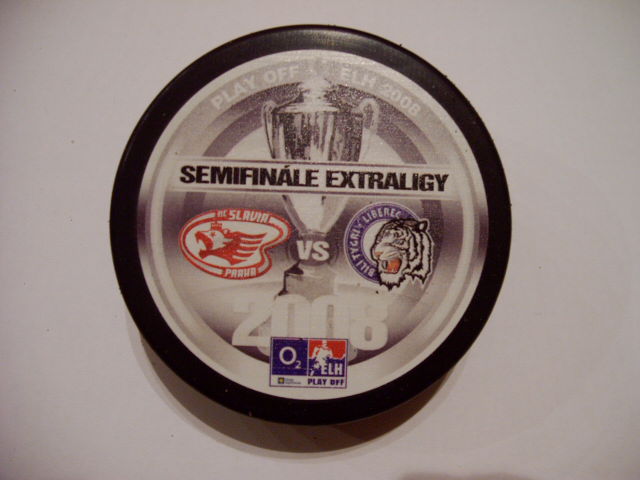 PLAY OFF ELH 2008
SEMIFINÁLE EXTRALIGY
HC SLAVIA
PRAHA
VS
BÍLÍ TYGŘI LIBEREC
2008
O2
ELH
PLAY OFF